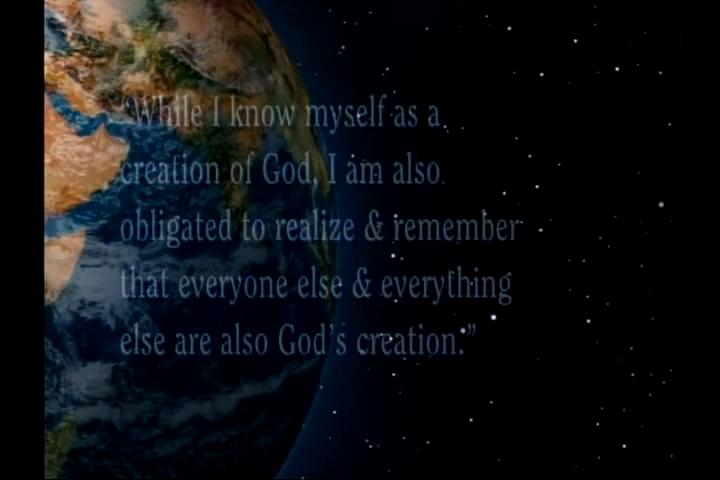 “While I know myself as a
creation of God, I am also
obligated to realize & remember
that everyone else & everything
else are also God's creation.”